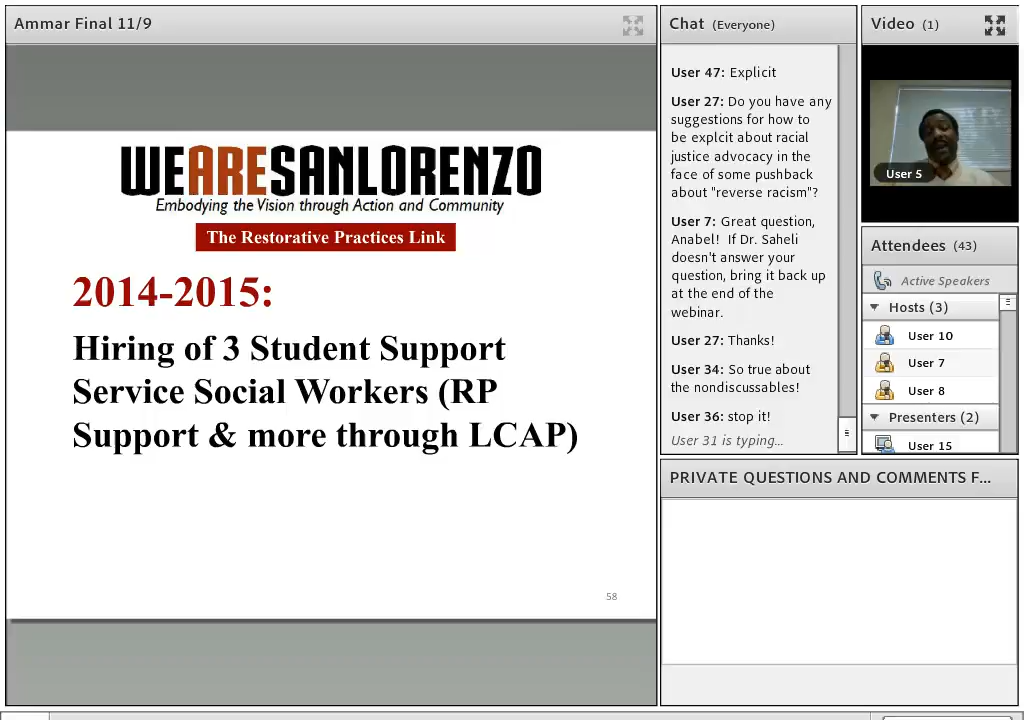 Ammar Final 11/9
WEARESANLORENZO
Embodying the Vision through Action and Community
The Restorative Practices Link
2014-2015:
Hiring of 3 Student Support
Service Social Workers (RP
Support & more through LCAP)
58
Chat (Everyone)
User 47: Explicit
User 27: Do you have any
suggestions for how to
be explcit about racial
justice advocacy in the
face of some pushback
about "reverse racism"?
User 7: Great question,
Anabel! If Dr. Saheli
doesn't answer your
question, bring it back up
at the end of the
webinar.
User 27: Thanks!
User 34: So true about
the nondiscussables!
User 36: stop it!
User 31 is typing...
Video (1)
User 5
Attendees (43)
Active Speakers
Hosts (3)
User 10
User 7
User 8
Presenters (2)
User 15
PRIVATE QUESTIONS AND COMMENTS F...